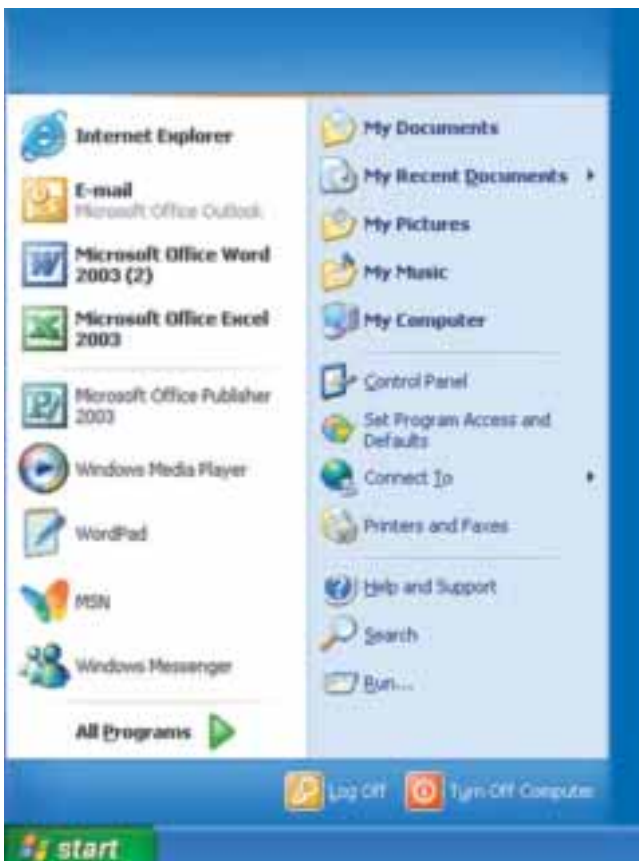 Internet Explorer
E-mail
Microsoft Office Outlook
Microsoft Office Word
2003 (2)
Microsoft Office Excel
2003
Microsoft Office Publisher
2003
Windows Media Player
WordPad
MSN
Windows Messenger
All Programs
My Documents
My Recent Documents
My Pictures
My Music
My Computer
Control Panel
Set Program Access and
Defaults
Connect To
Printers and Faxes
Help and Support
Search
Run...
Log Off
Turn Off Computer
start